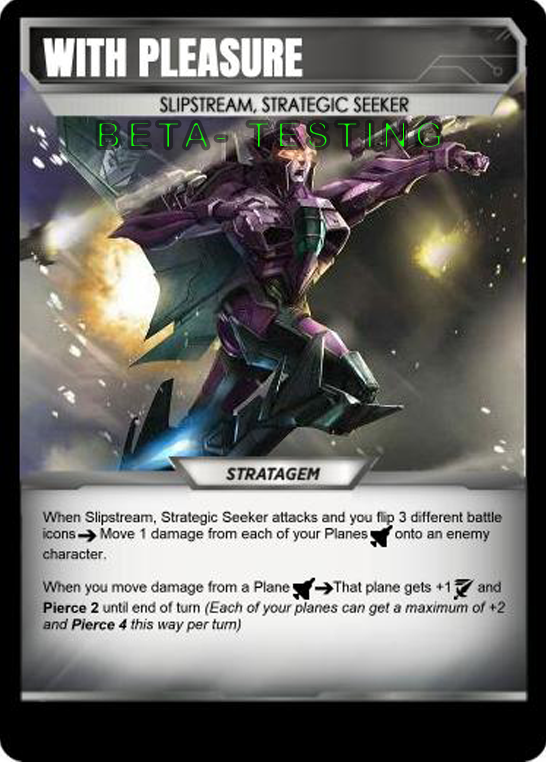 WITH PLEASURE
SLIPSTREAM, STRATEGIC SEEKER
BETA- TESTING
STRATAGEM
When Slipstream, Strategic Seeker attacks and you flip 3 different battle
icons➔ Move 1 damage from each of your Planes onto an enemy
character.
When you move damage from a Plane ➔That plane gets +1 and
Pierce 2 until end of turn (Each of your planes can get a maximum of +2
and Pierce 4 this way per turn)